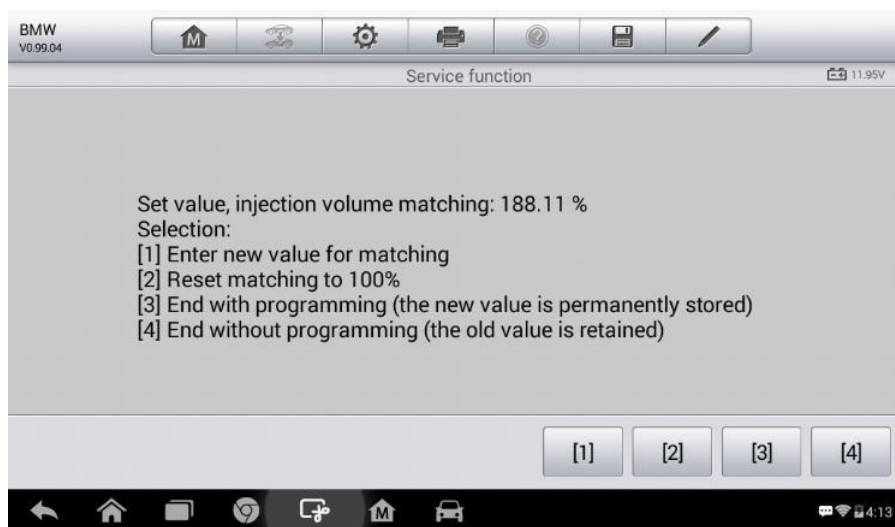 BMW
V0.99.04
M
?
Service function
11.95V
Set value, injection volume matching: 188.11 %
Selection:
[1] Enter new value for matching
[2] Reset matching to 100%
[3] End with programming (the new value is permanently stored)
[4] End without programming (the old value is retained)
[1] [2] [3] [4]
M
4:13